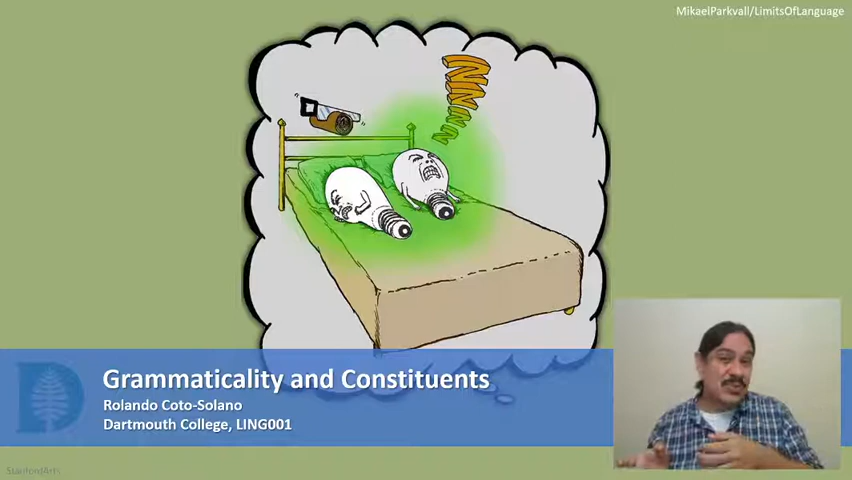 MikaelParkvall/LimitsOfLanguage
Grammaticality and Constituents
Rolando Coto-Solano
Dartmouth College, LING001
StanfordArts